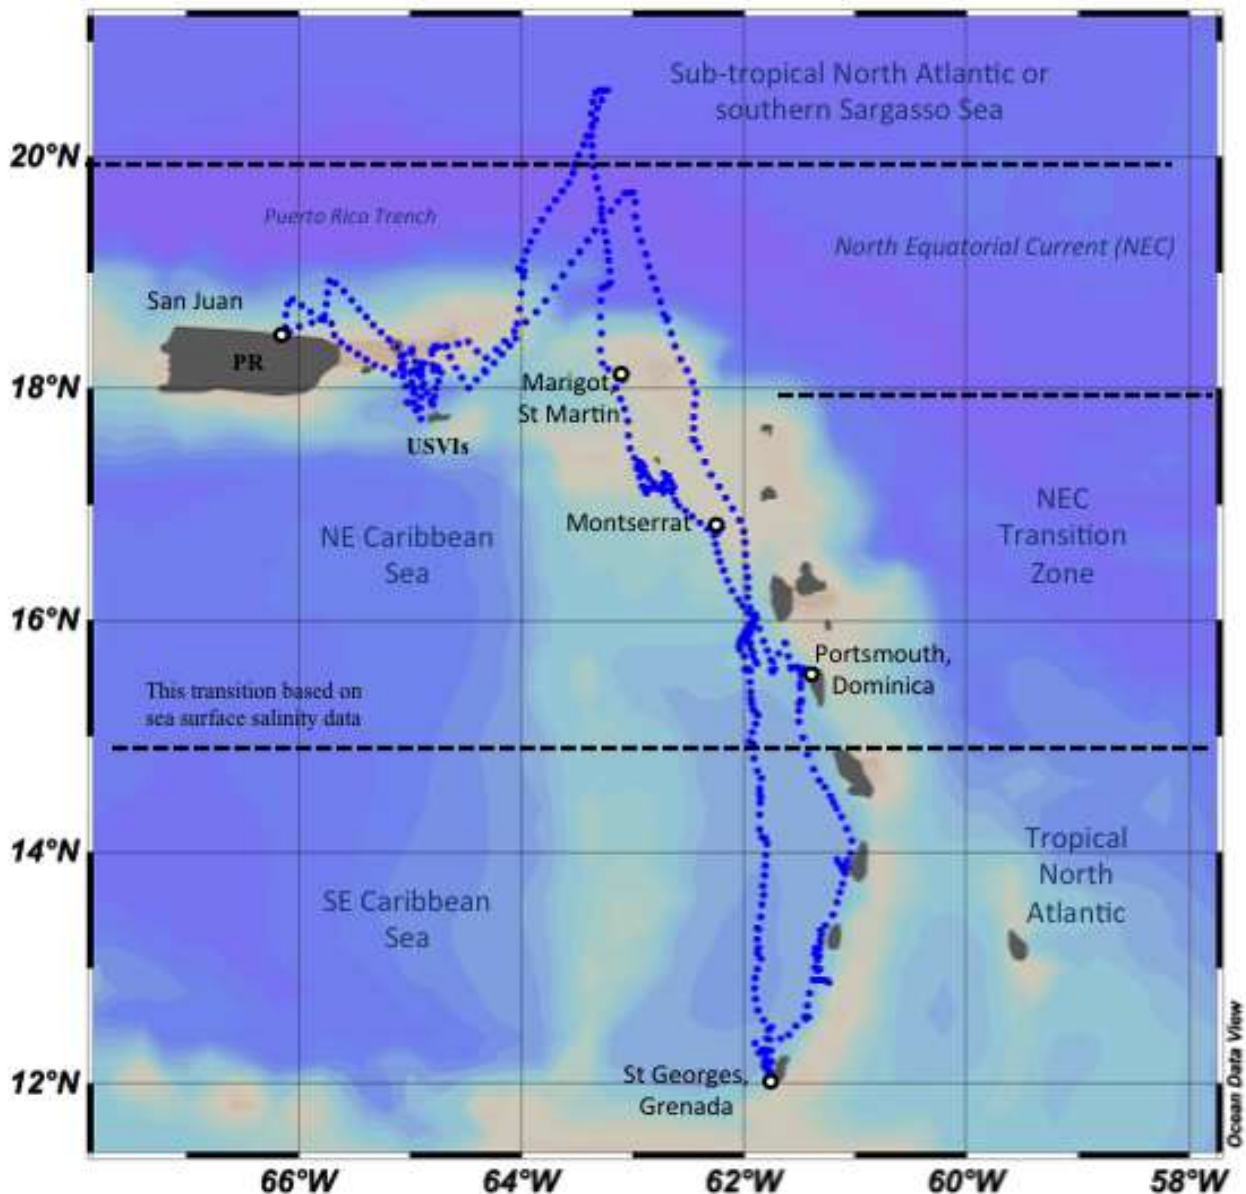 Sub-tropical North Atlantic or
southern Sargasso Sea
20°N
Puerto Rico Trench
North Equatorial Current (NEC)
San Juan
PR
18°N
Marigot,
St Martin
USVIs
NE Caribbean
Sea
Montserrat
NEC
Transition
Zone
16°N
Portsmouth,
Dominica
This transition based on
sea surface salinity data
14°N
SE Caribbean
Sea
Tropical
North
Atlantic
12°N
St Georges,
Grenada
Ocean Data View
66°W
64°W
62°W
60°W
58°W